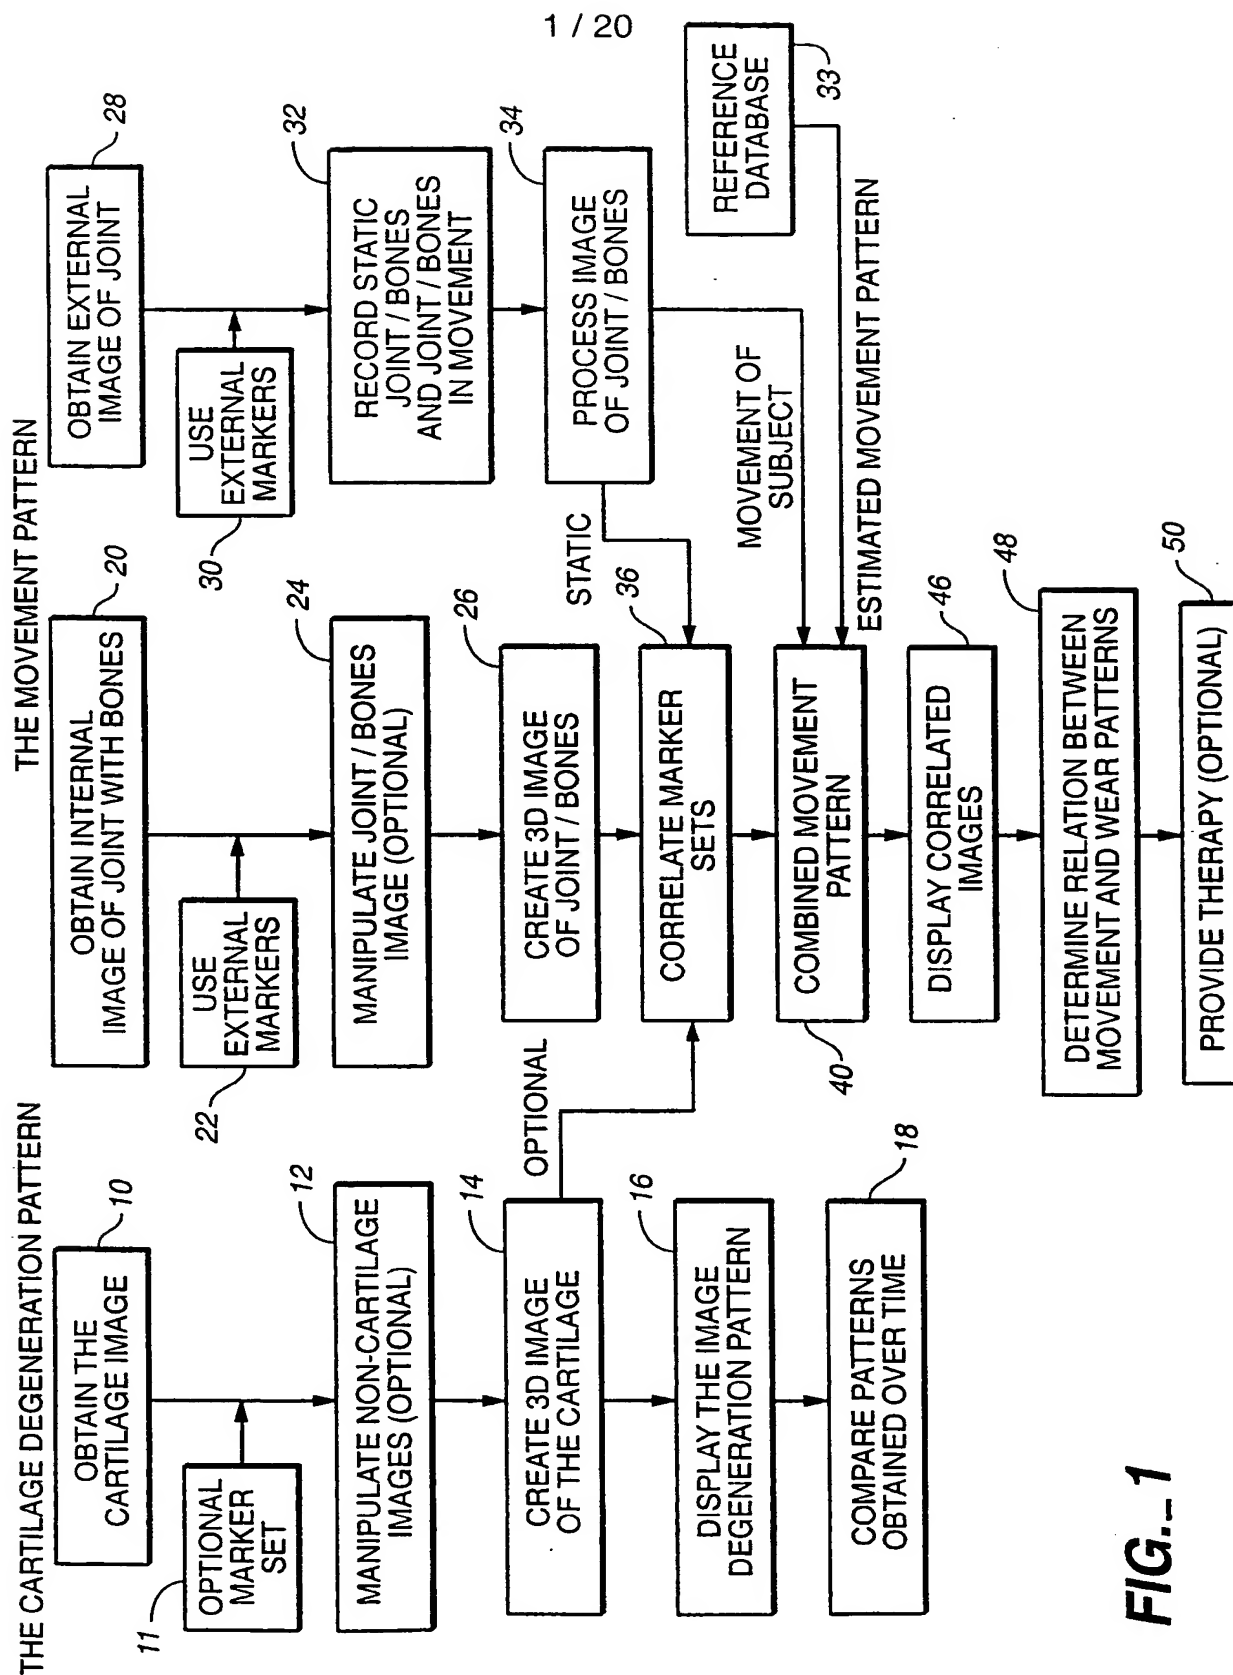 1 / 20
THE CARTILAGE DEGENERATION PATTERN
10
OBTAIN THE
CARTILAGE IMAGE
11
OPTIONAL
MARKER
SET
12
MANIPULATE NON-CARTILAGE
IMAGES (OPTIONAL)
14
CREATE 3D IMAGE
OF THE CARTILAGE
OPTIONAL
16
DISPLAY THE IMAGE
DEGENERATION PATTERN
18
COMPARE PATTERNS
OBTAINED OVER TIME
THE MOVEMENT PATTERN
20
OBTAIN INTERNAL
IMAGE OF JOINT WITH BONES
22
USE
EXTERNAL
MARKERS
24
MANIPULATE JOINT / BONES
IMAGE (OPTIONAL)
26
CREATE 3D IMAGE
OF JOINT / BONES
36
CORRELATE MARKER
SETS
40
COMBINED MOVEMENT
PATTERN
46
DISPLAY CORRELATED
IMAGES
48
DETERMINE RELATION BETWEEN
MOVEMENT AND WEAR PATTERNS
50
PROVIDE THERAPY (OPTIONAL)
28
OBTAIN EXTERNAL
IMAGE OF JOINT
30
USE
EXTERNAL
MARKERS
32
RECORD STATIC
JOINT / BONES
AND JOINT / BONES
IN MOVEMENT
34
PROCESS IMAGE
OF JOINT / BONES
STATIC
MOVEMENT OF
SUBJECT
33
REFERENCE
DATABASE
ESTIMATED MOVEMENT PATTERN
FIG._1